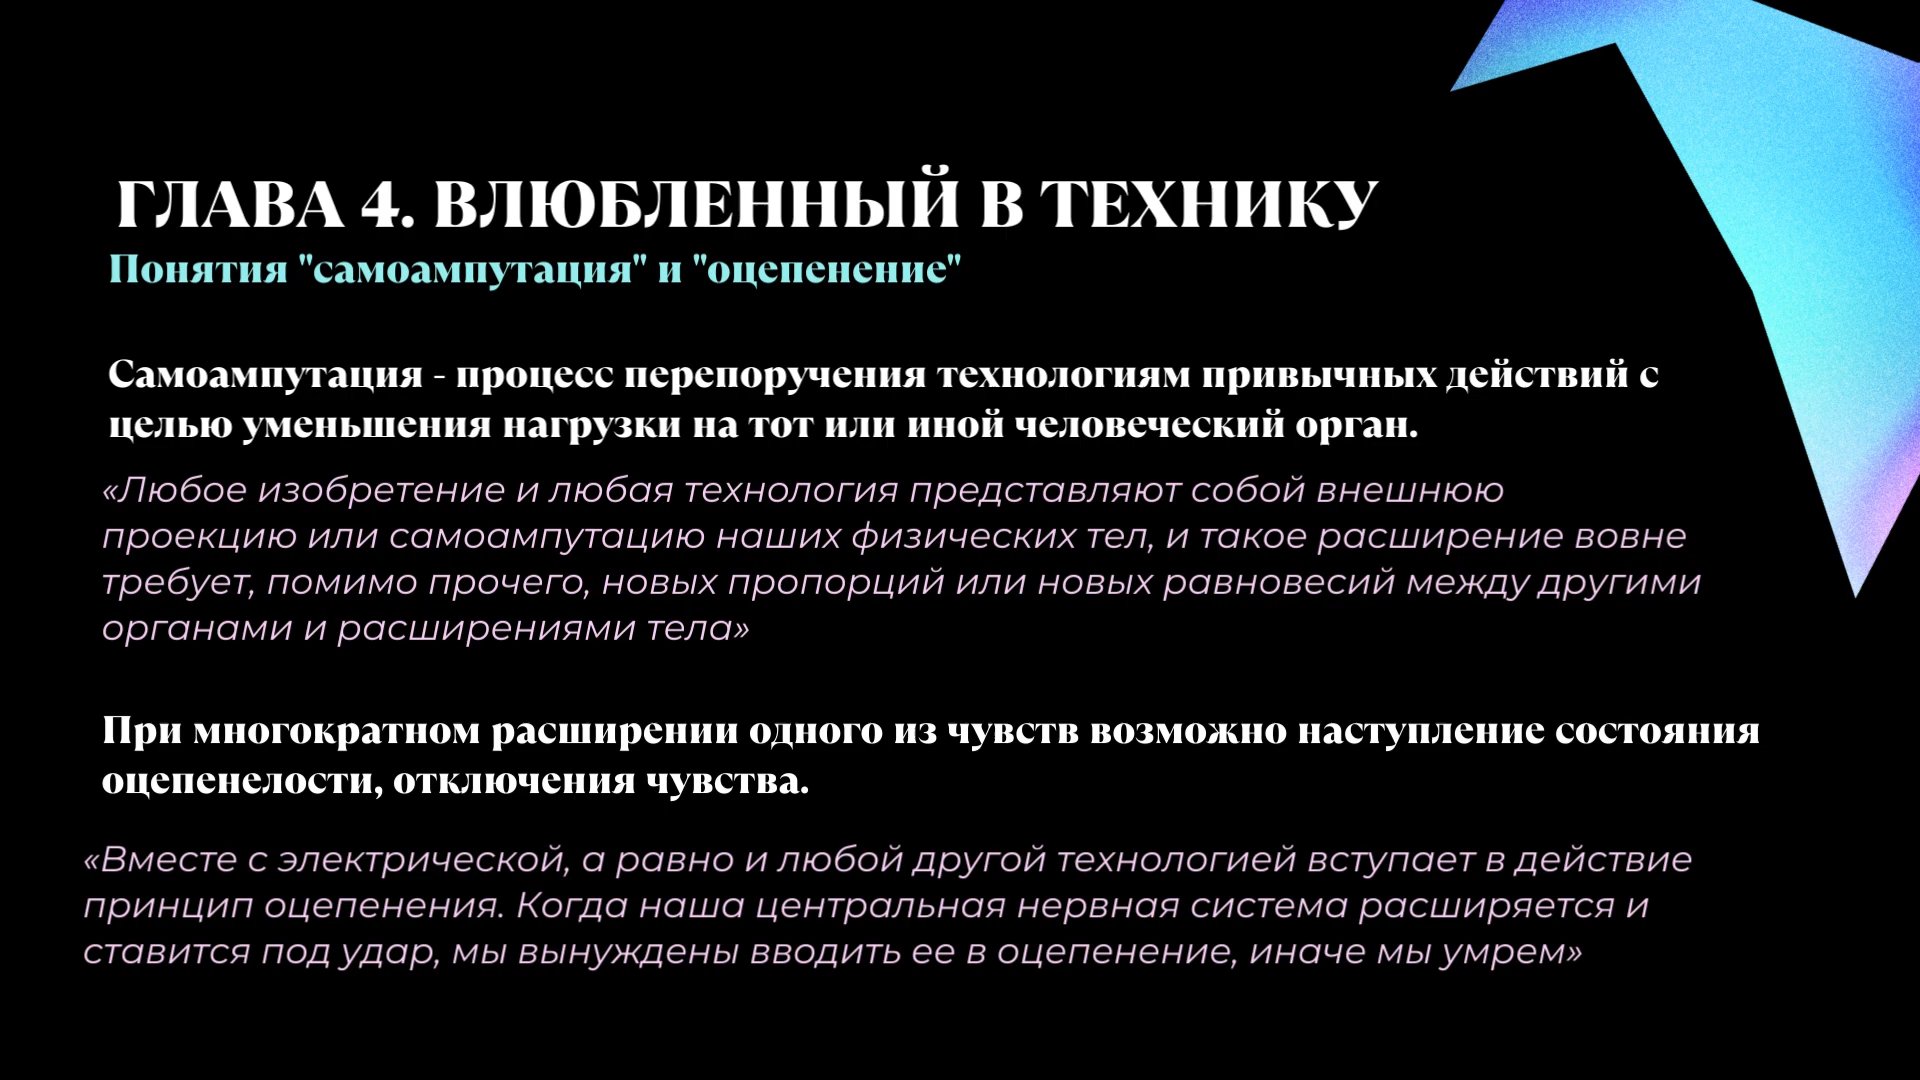 ГЛАВА 4. ВЛЮБЛЕННЫЙ В ТЕХНИКУ
Понятия "самоампутация" и "оцепенение"
Самоампутация - процесс перепоручения технологиям привычных действий с
целью уменьшения нагрузки на тот или иной человеческий орган.
«Любое изобретение и любая технология представляют собой внешнюю
проекцию или самоампутацию наших физических тел, и такое расширение вовне
требует, помимо прочего, новых пропорций или новых равновесий между другими
органами и расширениями тела»
При многократном расширении одного из чувств возможно наступление состояния
оцепенелости, отключения чувства.
«Вместе с электрической, а равно и любой другой технологией вступает в действие
принцип оцепенения. Когда наша центральная нервная система расширяется и
ставится под удар, мы вынуждены вводить ее в оцепенение, иначе мы умрем»